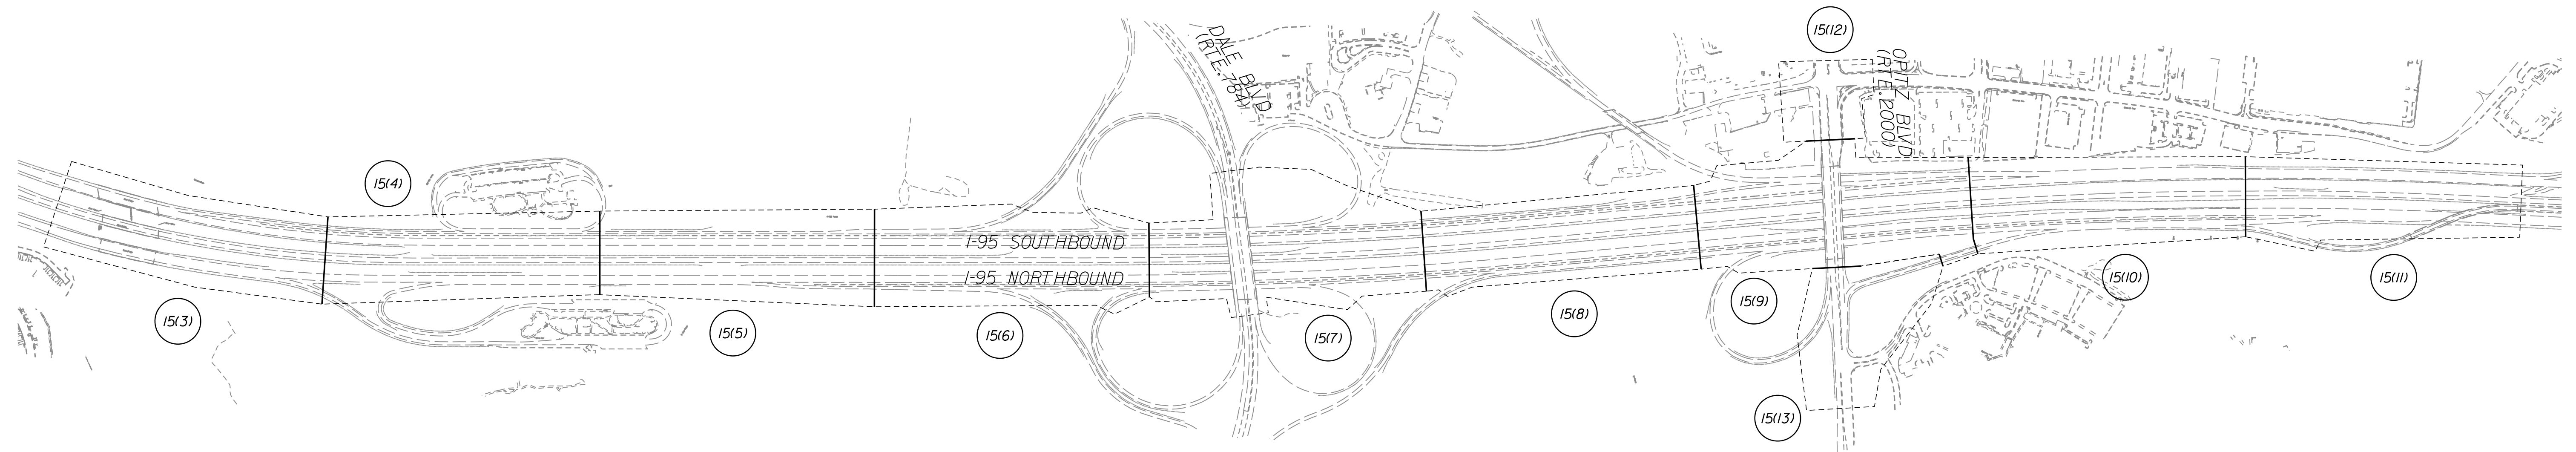 15(12)
DALE BLVD
(RTE.784)
OPTZ BLVD
(RTE.2000)
15(4)
I-95 SOUTHBOUND
I-95 NORTHBOUND
15(3)
15(5)
15(6)
15(7)
15(8)
15(9)
15(10)
15(11)
15(13)